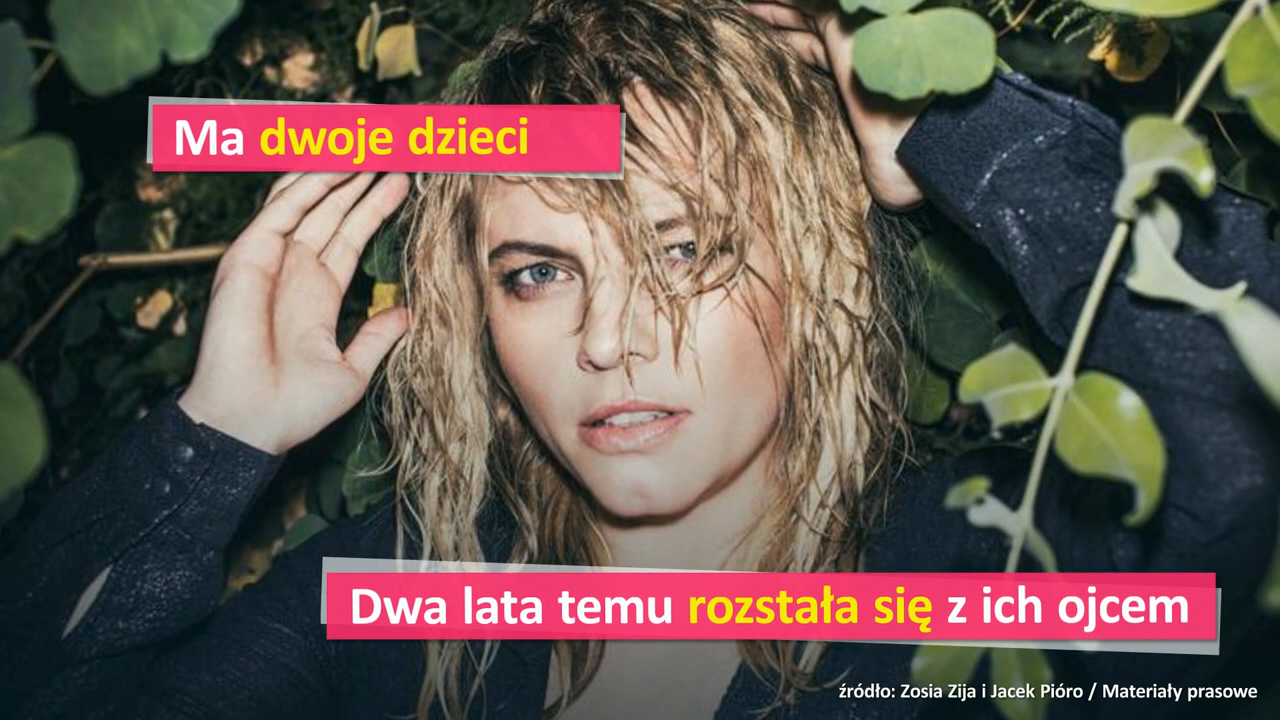 Ma dwoje dzieci
Dwa lata temu rozstała się z ich ojcem
źródło: Zosia Zija i Jacek Pióro / Materiały prasowe